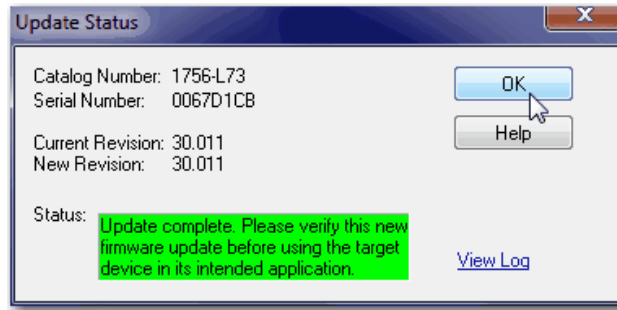 Update Status
Catalog Number: 1756-L73
Serial Number: 0067D1CB
Current Revision: 30.011
New Revision: 30.011
Status:
Update complete. Please verify this new
firmware update before using the target
device in its intended application.
OK
Help
View Log